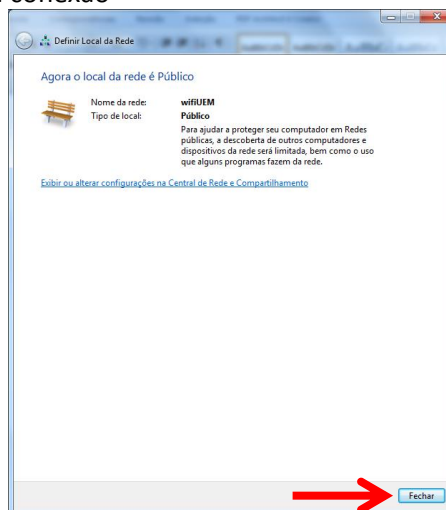 conexão
Definir Local da Rede
Agora o local da rede é Público
Nome da rede: wifiUEM
Tipo de local: Público
Para ajudar a proteger seu computador em Redes
públicas, a descoberta de outros computadores e
dispositivos da rede será limitada, bem como o uso
que alguns programas fazem da rede.
Exibir ou alterar configurações na Central de Rede e Compartilhamento
Fechar